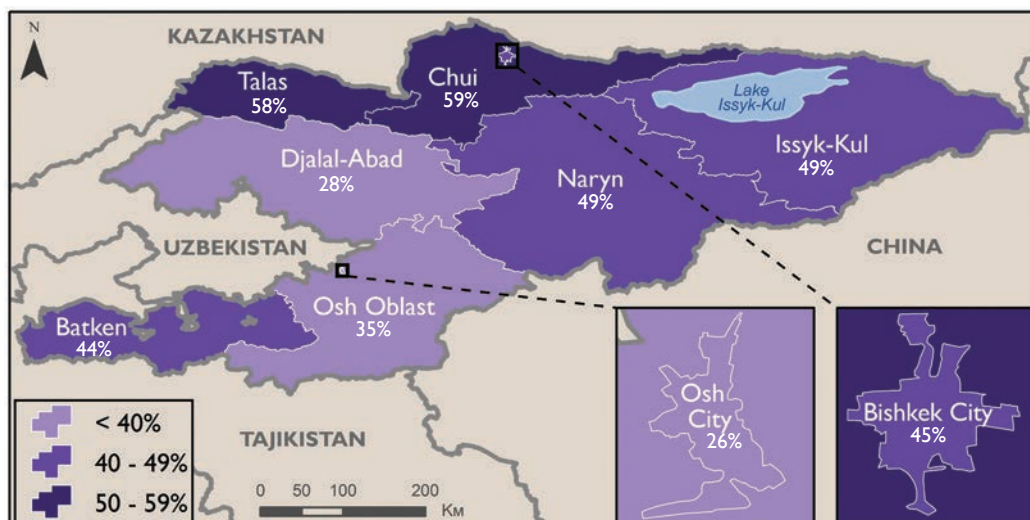 N
KAZAKHSTAN
Talas
58%
Chui
59%
Lake
Issyk-Kul
Djalal-Abad
28%
Issyk-Kul
49%
Naryn
49%
UZBEKISTAN
CHINA
Osh Oblast
35%
Batken
44%
Osh
City
26%
Bishkek City
45%
< 40%
40 - 49%
50 - 59%
TAJIKISTAN
0 50 100 200
KM